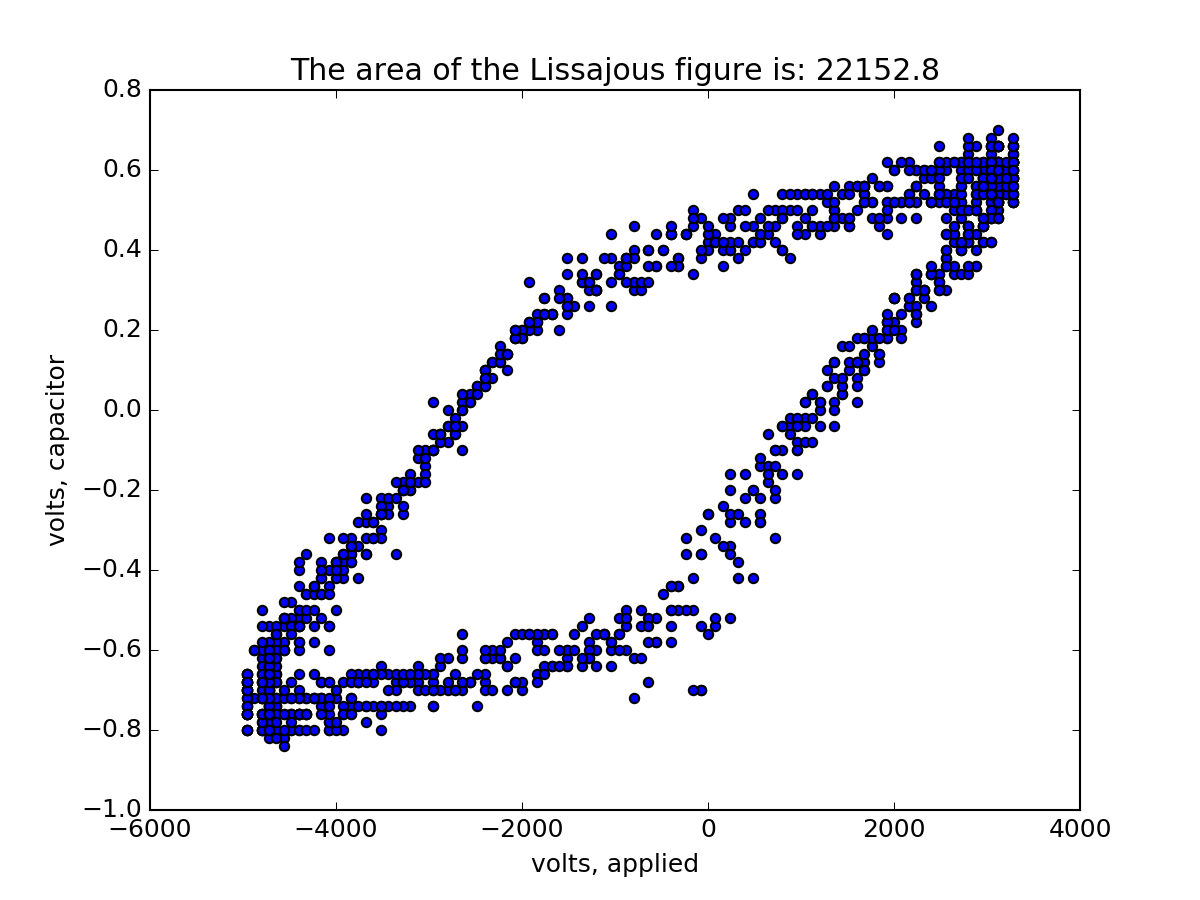 The area of the Lissajous figure is: 22152.8
0.8
0.6
0.4
0.2
0.0
−0.2
−0.4
−0.6
−0.8
−1.0
volts, capacitor
−6000 −4000 −2000 0 2000 4000
volts, applied